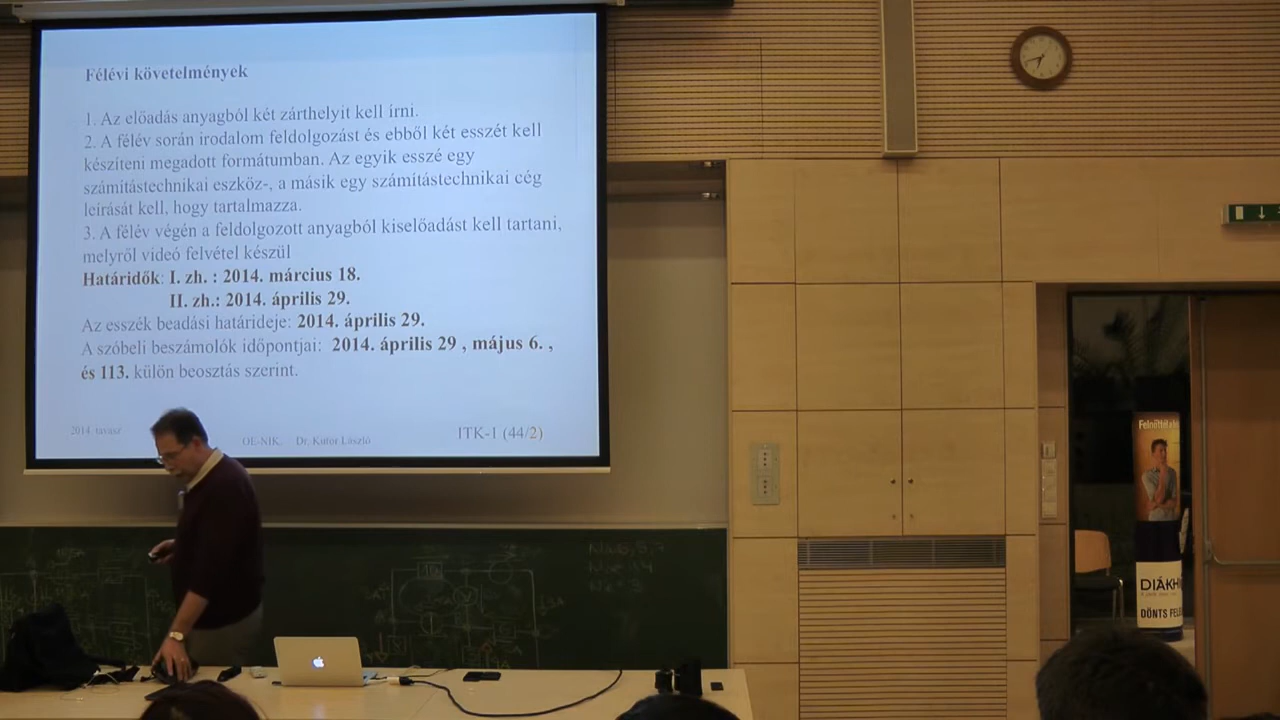 Félévi követelmények
1. Az előadás anyagból két zárthelyit kell írni.
2. A félév során irodalom feldolgozást és ebből két esszét kell
készíteni megadott formátumban. Az egyik esszé egy
számítástechnikai eszköz-, a másik egy számítástechnikai cég
leírását kell, hogy tartalmazza.
3. A félév végén a feldolgozott anyagból kiselőadást kell tartani,
melyről videó felvétel készül
Határidők: I. zh. : 2014. március 18.
II. zh.: 2014. április 29.
Az esszék beadási határideje: 2014. április 29.
A szóbeli beszámolók időpontjai: 2014. április 29 , május 6. ,
és 113. külön beosztás szerint.
2014. tavasz
OE-NIK. Dr. Kutor László
ITK-1 (44/2)
DIÁKH
DÖNTS